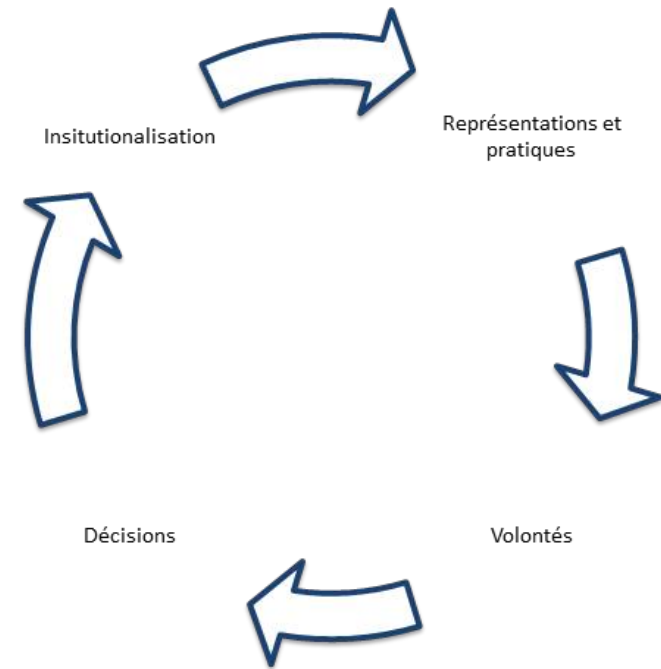 Insitutionalisation
Représentations et
pratiques
Décisions
Volontés